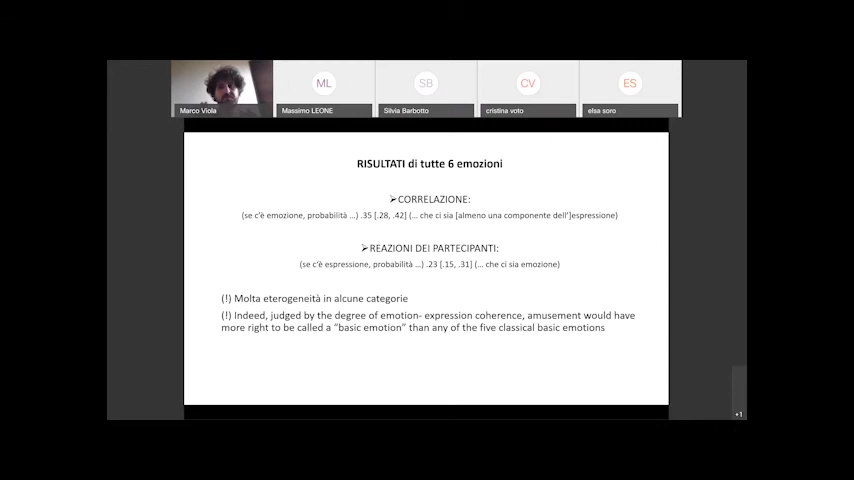 ML
SB
CV
ES
Marco Viola
Massimo LEONE
Silvia Barbotto
cristina voto
elsa soro
RISULTATI di tutte 6 emozioni
➢CORRELAZIONE:
(se c'è emozione, probabilità ...) .35 [.28, .42] (... che ci sia [almeno una componente dell']espressione)
➢REAZIONI DEI PARTECIPANTI:
(se c'è espressione, probabilità ...) .23 [.15, .31] (... che ci sia emozione)
(!) Molta eterogeneità in alcune categorie
(!) Indeed, judged by the degree of emotion- expression coherence, amusement would have
more right to be called a "basic emotion" than any of the five classical basic emotions
+1